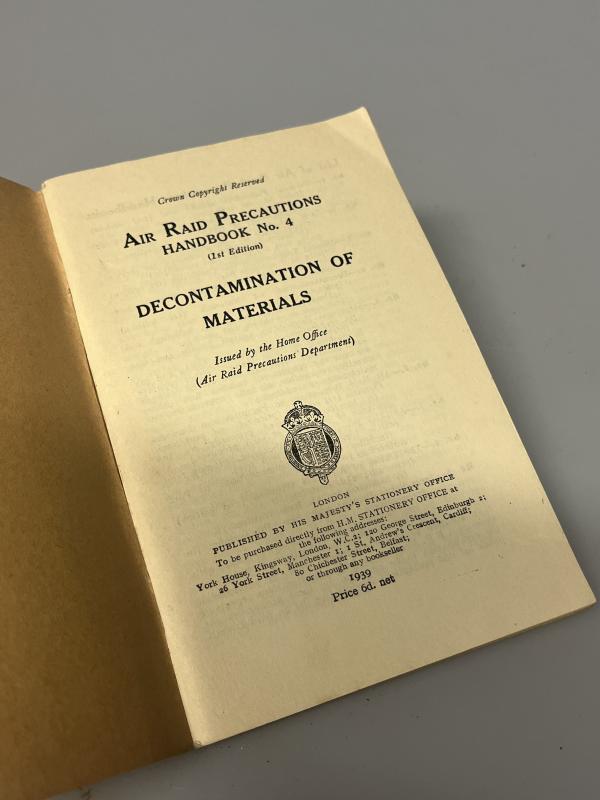 Crown Copyright Reserved
AIR RAID PRECAUTIONS
HANDBOOK No. 4
(1st Edition)
DECONTAMINATION OF
MATERIALS
Issued by the Home Office
(Air Raid Precautions Department)
LONDON
PUBLISHED BY HIS MAJESTY'S STATIONERY OFFICE
To be purchased directly from H.M. STATIONERY OFFICE at
the following addresses:
York House, Kingsway, London, W.C.2; 120 George Street, Edinburgh 2;
26 York Street, Manchester 1; 1 St. Andrew's Crescent, Cardiff;
80 Chichester Street, Belfast;
or through any bookseller
1939
Price 6d. net